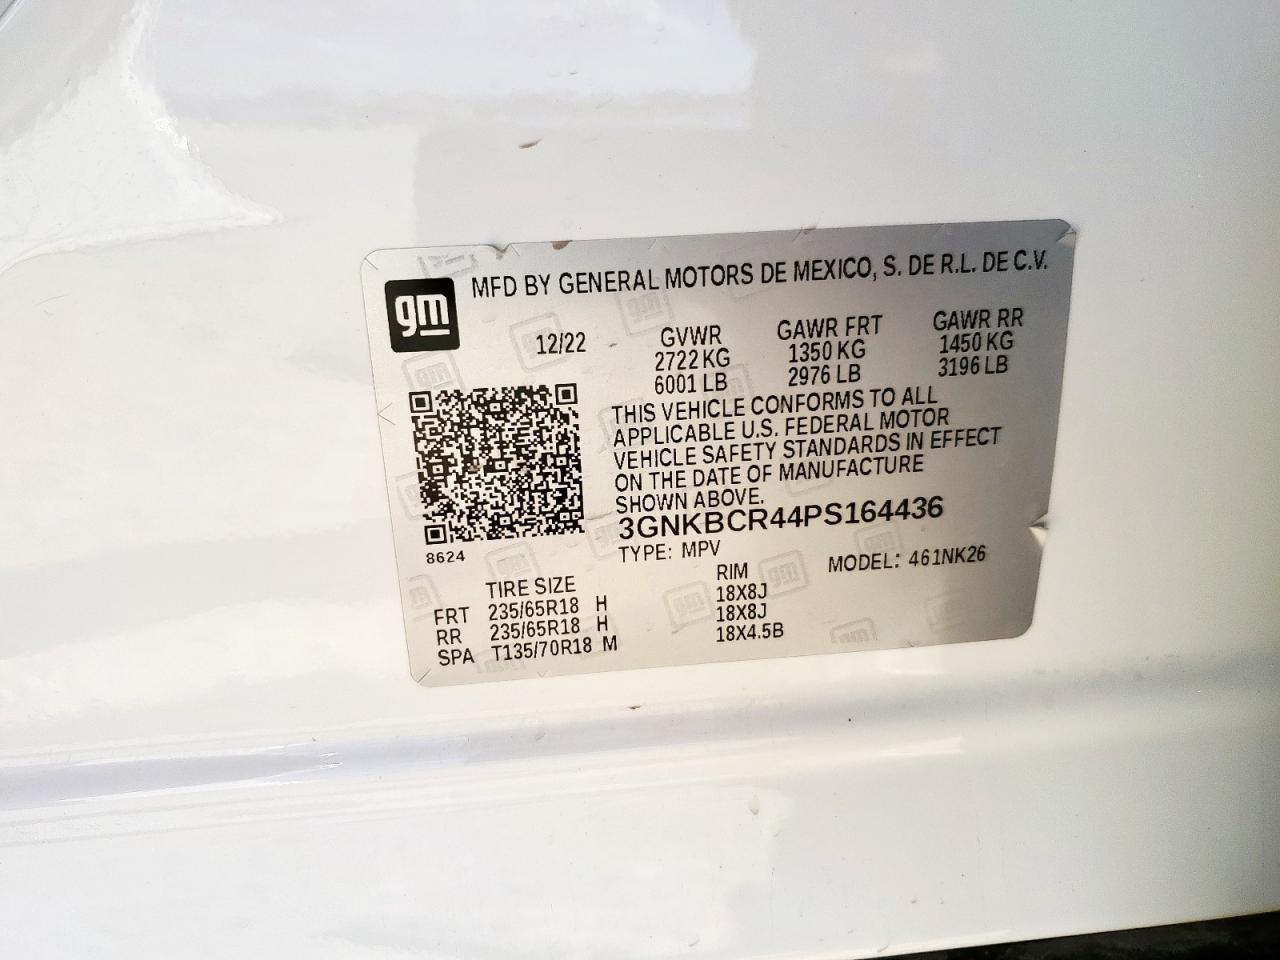 gm
MFD BY GENERAL MOTORS DE MEXICO, S. DE R.L. DE C.V.
12/22 GVWR GAWR FRT GAWR RR
2722 KG 1350 KG 1450 KG
6001 LB 2976 LB 3196 LB
THIS VEHICLE CONFORMS TO ALL
APPLICABLE U.S. FEDERAL MOTOR
VEHICLE SAFETY STANDARDS IN EFFECT
ON THE DATE OF MANUFACTURE
SHOWN ABOVE.
3GNKBCR44PS164436
8624
TYPE: MPV MODEL: 461NK26
TIRE SIZE RIM
FRT 235/65R18 H 18X8J
RR 235/65R18 H 18X8J
SPA T135/70R18 M 18X4.5B